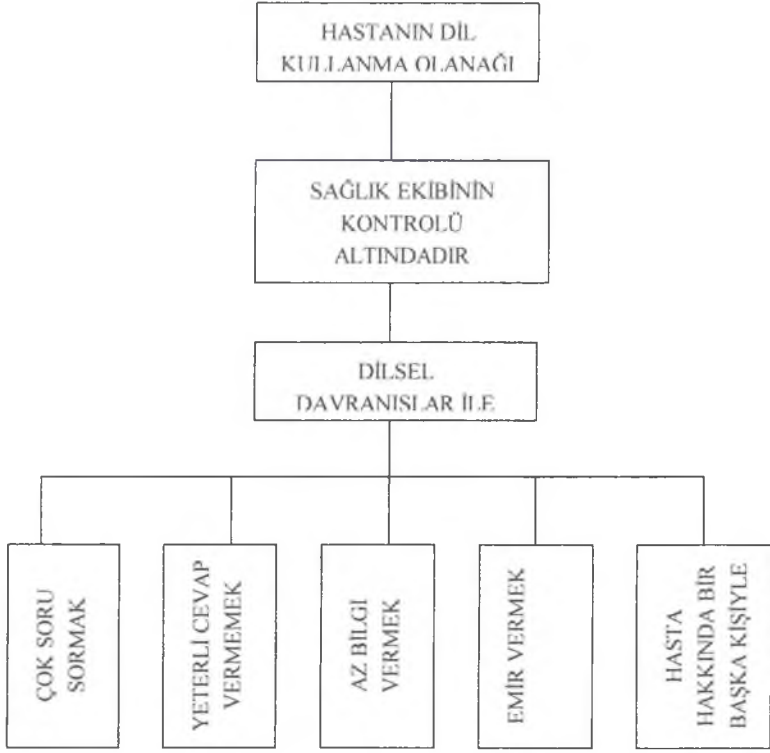 HASTANIN DİL
KULLANMA OLANAĞI
SAĞLIK EKİBİNİN
KONTROLÜ
ALTINDADIR
DİLSEL
DAVRANISLAR İLE
ÇOK SORU
SORMAK
YETERLİ CEVAP
VERMEMEK
AZ BİLGİ
VERMEK
EMİR VERMEK
HASTA
HAKKINDA BİR
BAŞKA KİŞİYLE